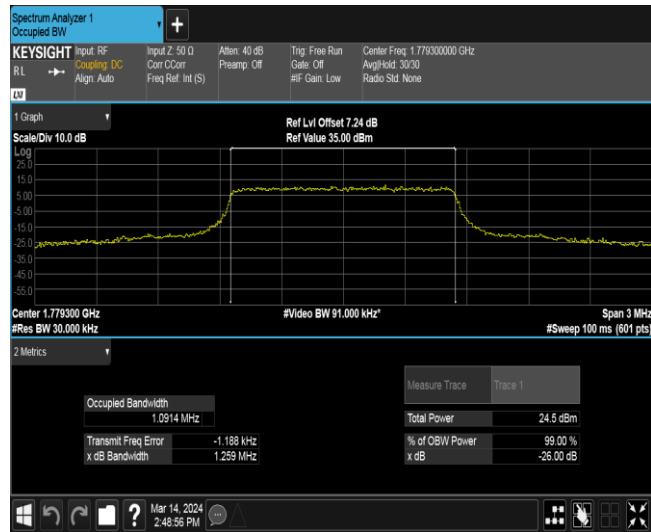 Spectrum Analyzer 1
Occupied BW
+
KEYSIGHT Input: RF Input Z: 50 Ω Atten: 40 dB Trig: Free Run Center Freq: 1.779300000 GHz
RL Coupling: DC Corr CCorr Preamp: Off Gate: Off Avg|Hold: 30/30
Align: Auto Freq Ref: Int (S) #IF Gain: Low Radio Std: None
LXI
1 Graph
Ref Lvl Offset 7.24 dB
Scale/Div 10.0 dB Ref Value 35.00 dBm
Log
25.0
15.0
5.00
-5.00
-15.0
-25.0
-35.0
-45.0
-55.0
Center 1.779300 GHz #Video BW 91.000 kHz* Span 3 MHz
#Res BW 30.000 kHz #Sweep 100 ms (601 pts)
2 Metrics
Measure Trace Trace 1
Occupied Bandwidth
1.0914 MHz Total Power 24.5 dBm
Transmit Freq Error -1.188 kHz % of OBW Power 99.00 %
x dB Bandwidth 1.259 MHz x dB -26.00 dB
? Mar 14, 2024
2:48:56 PM